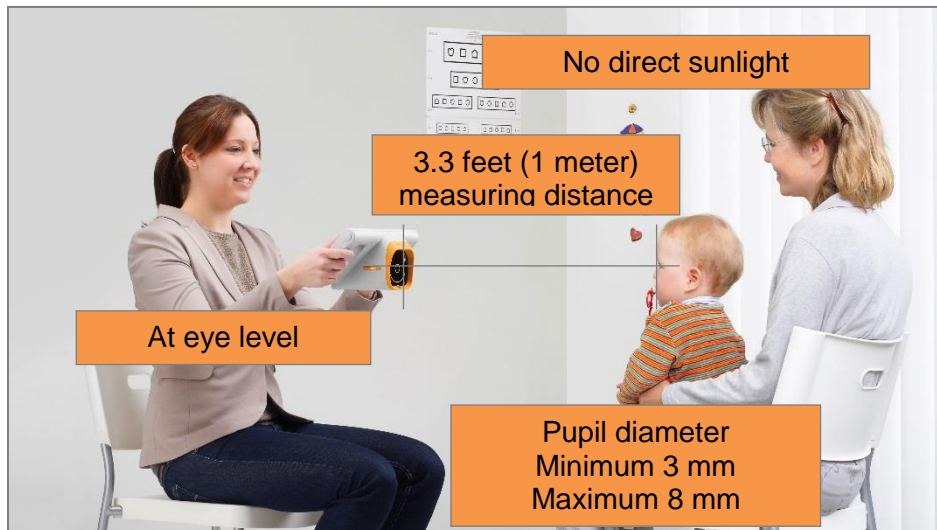 No direct sunlight
3.3 feet (1 meter)
measuring distance
At eye level
Pupil diameter
Minimum 3 mm
Maximum 8 mm